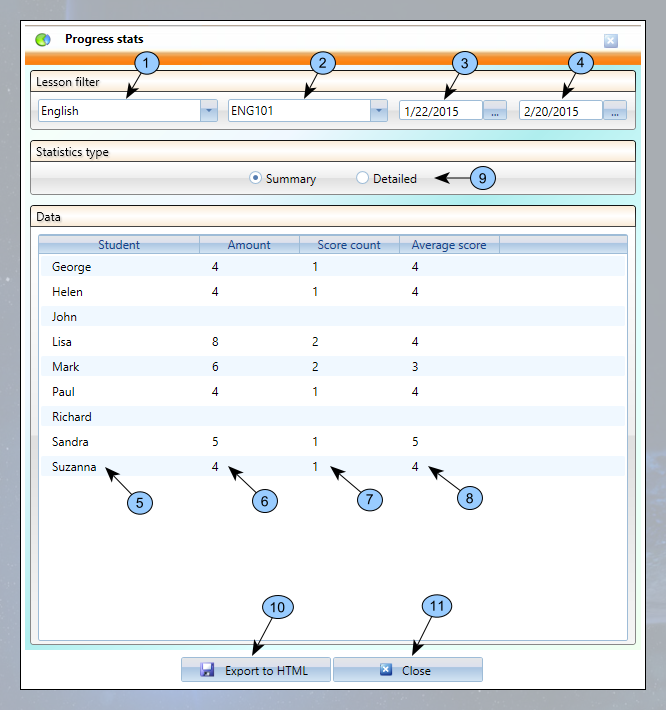 Progress stats
1 2 3 4
Lesson filter
English ENG101 1/22/2015 ... 2/20/2015 ...
Statistics type
Summary Detailed 9
Data
Student Amount Score count Average score
George 4 1 4
Helen 4 1 4
John
Lisa 8 2 4
Mark 6 2 3
Paul 4 1 4
Richard
Sandra 5 1 5
Suzanna 4 1 4
5 6 7 8
10 11
Export to HTML Close